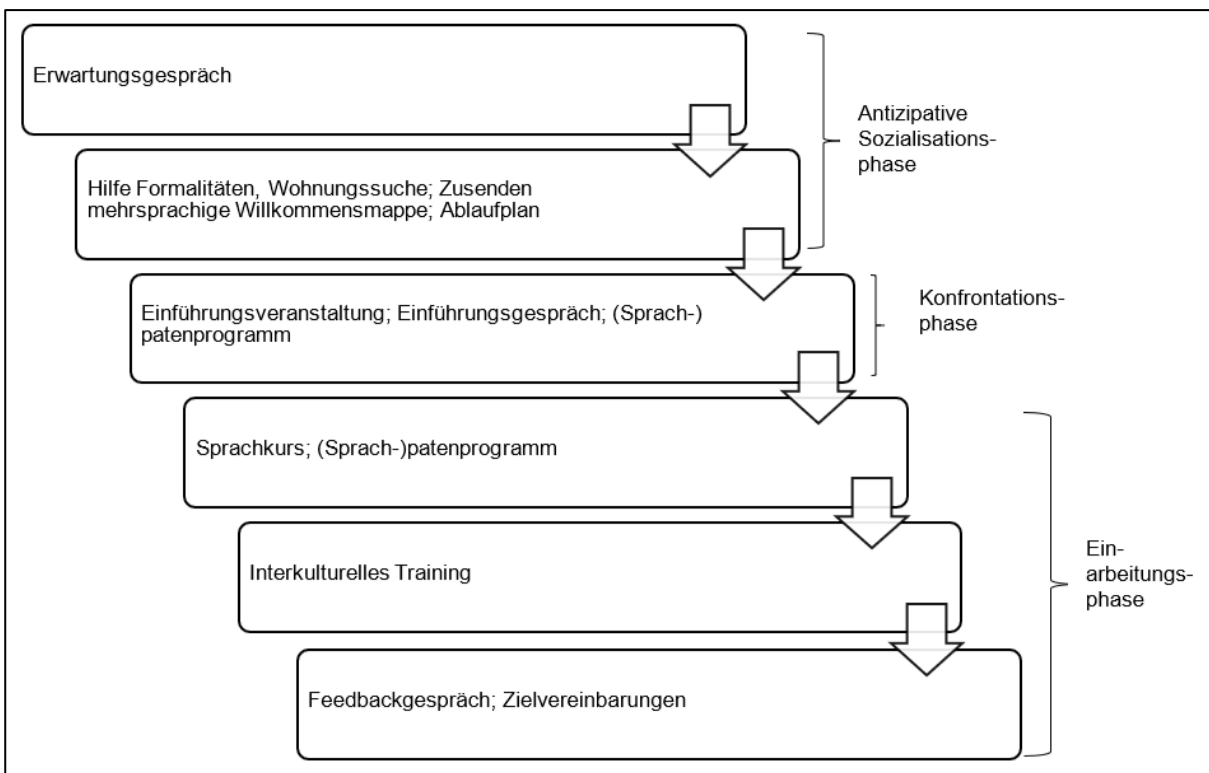 Erwartungsgespräch
Antizipative
Sozialisations-
phase
Hilfe Formalitäten, Wohnungssuche; Zusenden
mehrsprachige Willkommensmappe; Ablaufplan
Einführungsveranstaltung; Einführungsgespräch; (Sprach-)
patenprogramm
Konfrontations-
phase
Sprachkurs; (Sprach-)patenprogramm
Interkulturelles Training
Ein-
arbeitungs-
phase
Feedbackgespräch; Zielvereinbarungen